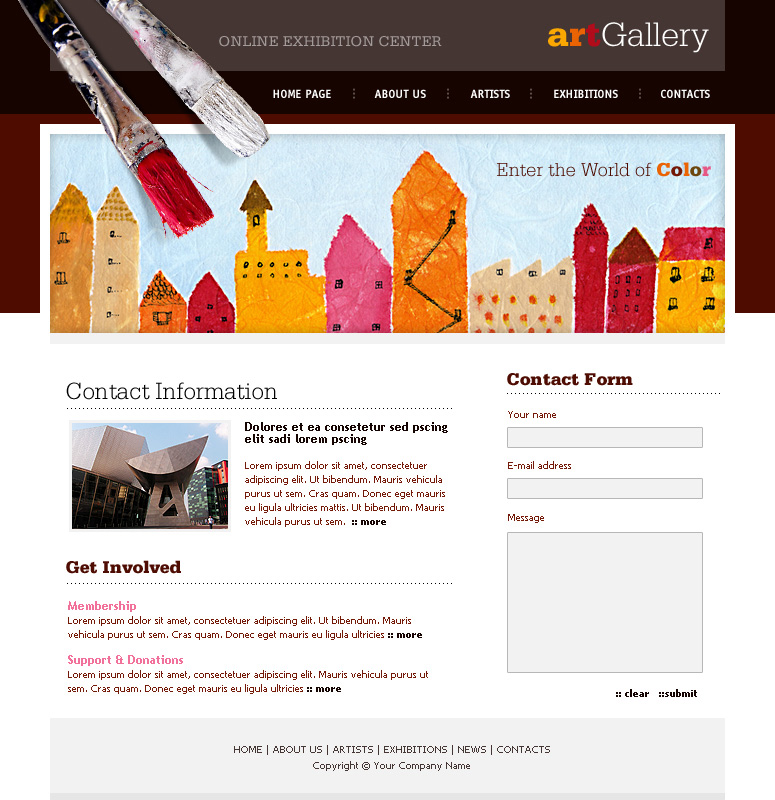 ONLINE EXHIBITION CENTER
artGallery
HOME PAGE
ABOUT US
ARTISTS
EXHIBITIONS
CONTACTS
Enter the World of Color
Contact Information
Dolores et ea consetetur sed pscing
elit sadi lorem pscing
Lorem ipsum dolor sit amet, consectetuer
adipiscing elit. Ut bibendum. Mauris vehicula
purus ut sem. Cras quam. Donec eget mauris
eu ligula ultricies mattis. Ut bibendum. Mauris
vehicula purus ut sem. :: more
Get Involved
Membership
Lorem ipsum dolor sit amet, consectetuer adipiscing elit. Ut bibendum. Mauris
vehicula purus ut sem. Cras quam. Donec eget mauris eu ligula ultricies :: more
Support & Donations
Lorem ipsum dolor sit amet, consectetuer adipiscing elit. Mauris vehicula purus ut
sem. Cras quam. Donec eget mauris eu ligula ultricies :: more
Contact Form
Your name
E-mail address
Message
:: clear ::submit
HOME | ABOUT US | ARTISTS | EXHIBITIONS | NEWS | CONTACTS
Copyright © Your Company Name